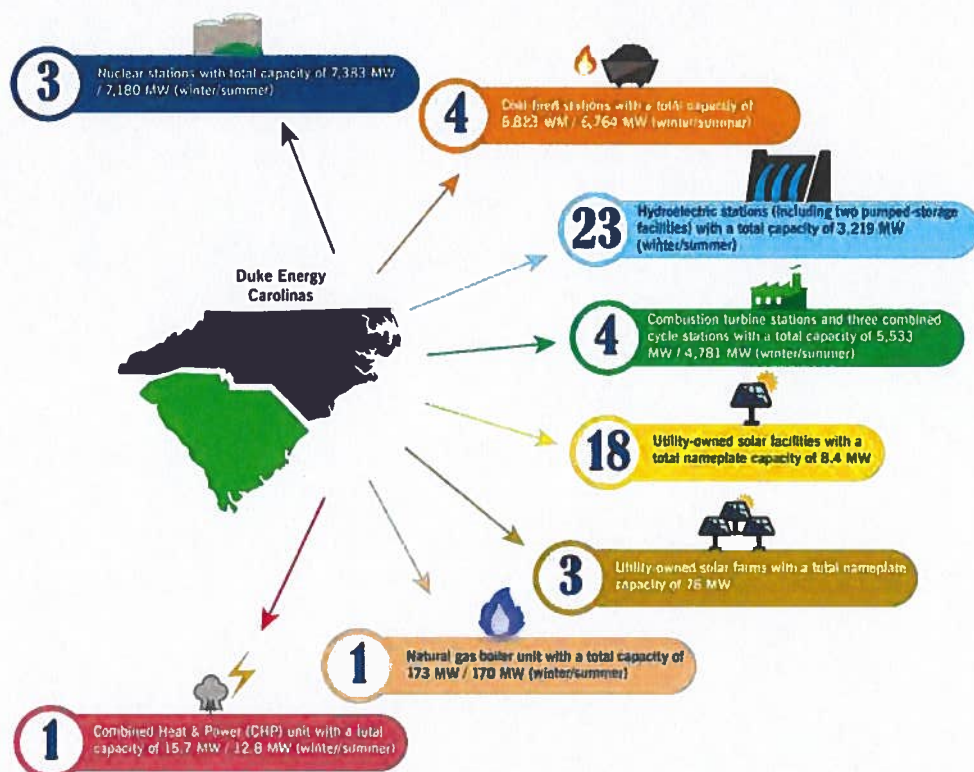 3
Nuclear stations with total capacity of 7,383 MW
/ 7,180 MW (winter/summer)
4
Coal-fired stations with a total capacity of
6,823 WM / 6,764 MW (winter/summer)
23
Hydroelectric stations (including two pumped-storage
facilities) with a total capacity of 3,219 MW
(winter/summer)
Duke Energy
Carolinas
4
Combustion turbine stations and three combined
cycle stations with a total capacity of 5,533
MW / 4,781 MW (winter/summer)
18
Utility-owned solar facilities with a
total nameplate capacity of 8.4 MW
3
Utility-owned solar farms with a total nameplate
capacity of 76 MW
1
Natural gas boiler unit with a total capacity of
173 MW / 170 MW (winter/summer)
1
Combined Heat & Power (CHP) unit with a total
capacity of 15.7 MW / 12.8 MW (winter/summer)